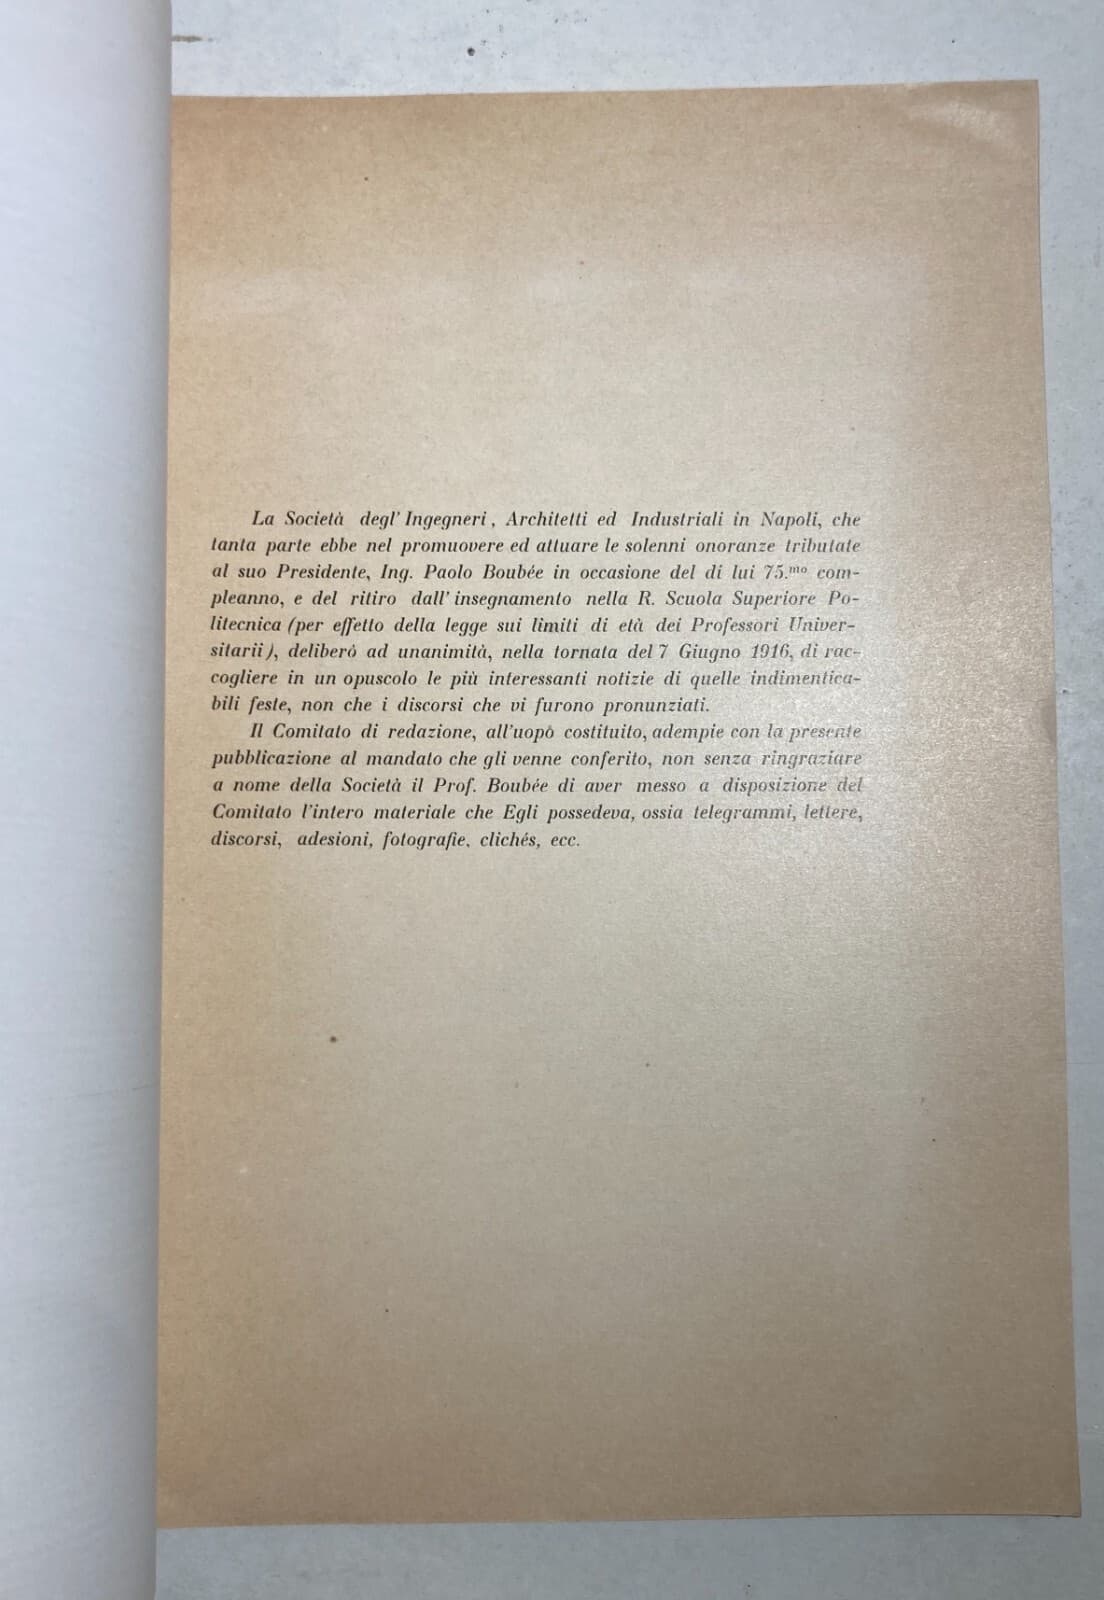 La Società degl' Ingegneri, Architetti ed Industriali in Napoli, che
tanta parte ebbe nel promuovere ed attuare le solenni onoranze tributate
al suo Presidente, Ing. Paolo Boubée in occasione del di lui 75.mo com-
pleanno, e del ritiro dall' insegnamento nella R. Scuola Superiore Po-
litecnica (per effetto della legge sui limiti di età dei Professori Univer-
sitarii), deliberò ad unanimità, nella tornata del 7 Giugno 1916, di rac-
cogliere in un opuscolo le più interessanti notizie di quelle indimentica-
bili feste, non che i discorsi che vi furono pronunziati.
Il Comitato di redazione, all'uopò costituito, adempie con la presente
pubblicazione al mandato che gli venne conferito, non senza ringraziare
a nome della Società il Prof. Boubée di aver messo a disposizione del
Comitato l'intero materiale che Egli possedeva, ossia telegrammi, lettere,
discorsi, adesioni, fotografie, clichés, ecc.